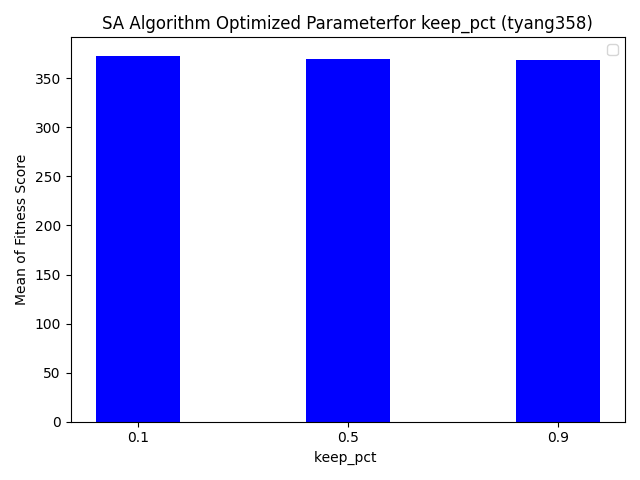 SA Algorithm Optimized Parameterfor keep_pct (tyang358)
Mean of Fitness Score
350
300
250
200
150
100
50
0
0.1 0.5 0.9
keep_pct